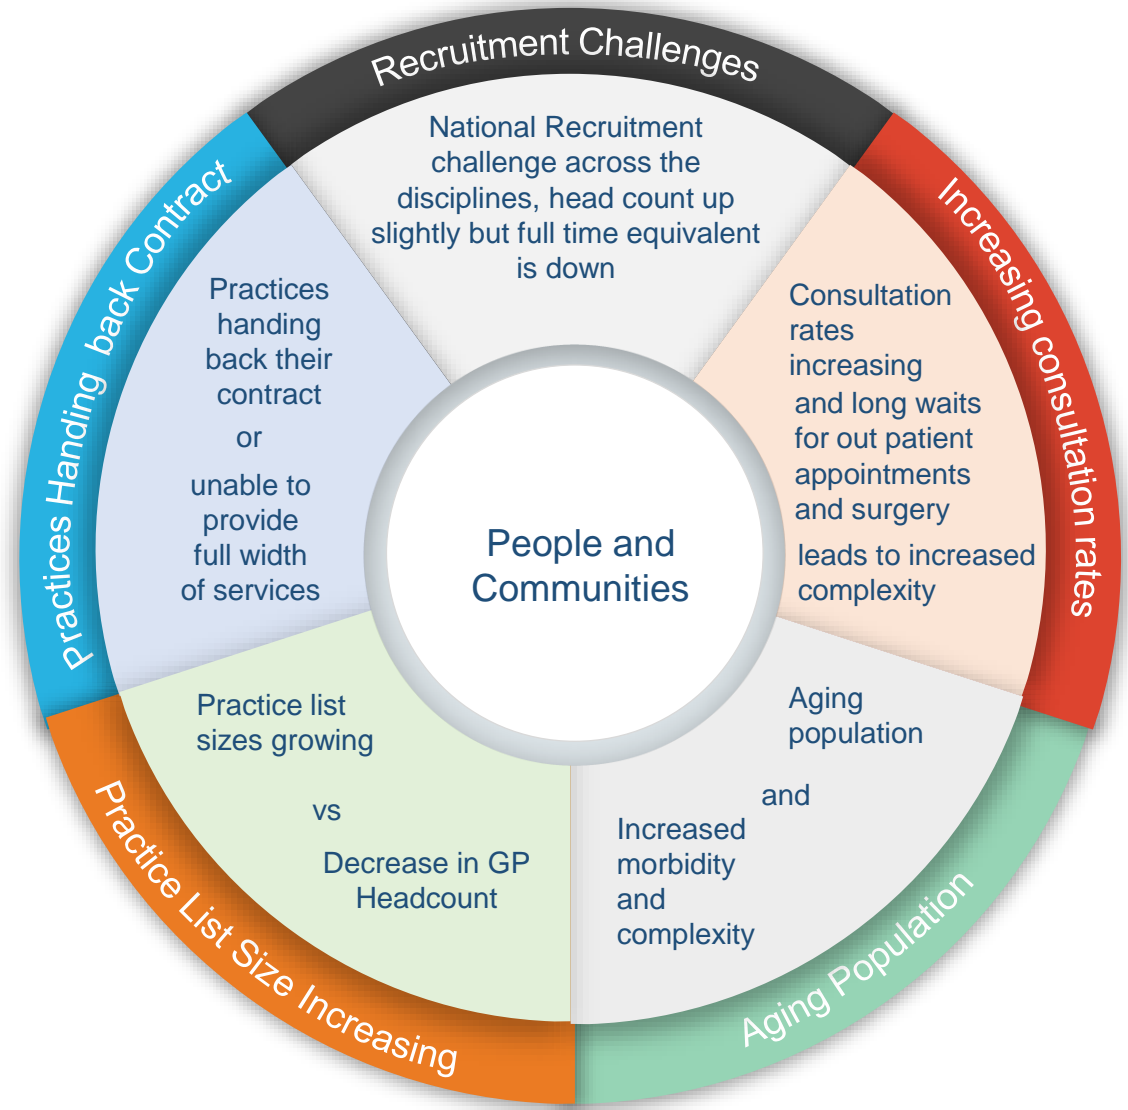 Recruitment Challenges
National Recruitment
challenge across the
disciplines, head count up
slightly but full time equivalent
is down
Increasing consultation rates
Consultation
rates
increasing
and long waits
for out patient
appointments
and surgery
leads to increased
complexity
Aging Population
Aging
population
and
Increased
morbidity
and
complexity
Practice List Size Increasing
Practice list
sizes growing
vs
Decrease in GP
Headcount
Practices Handing back Contract
Practices
handing
back their
contract
or
unable to
provide
full width
of services
People and
Communities